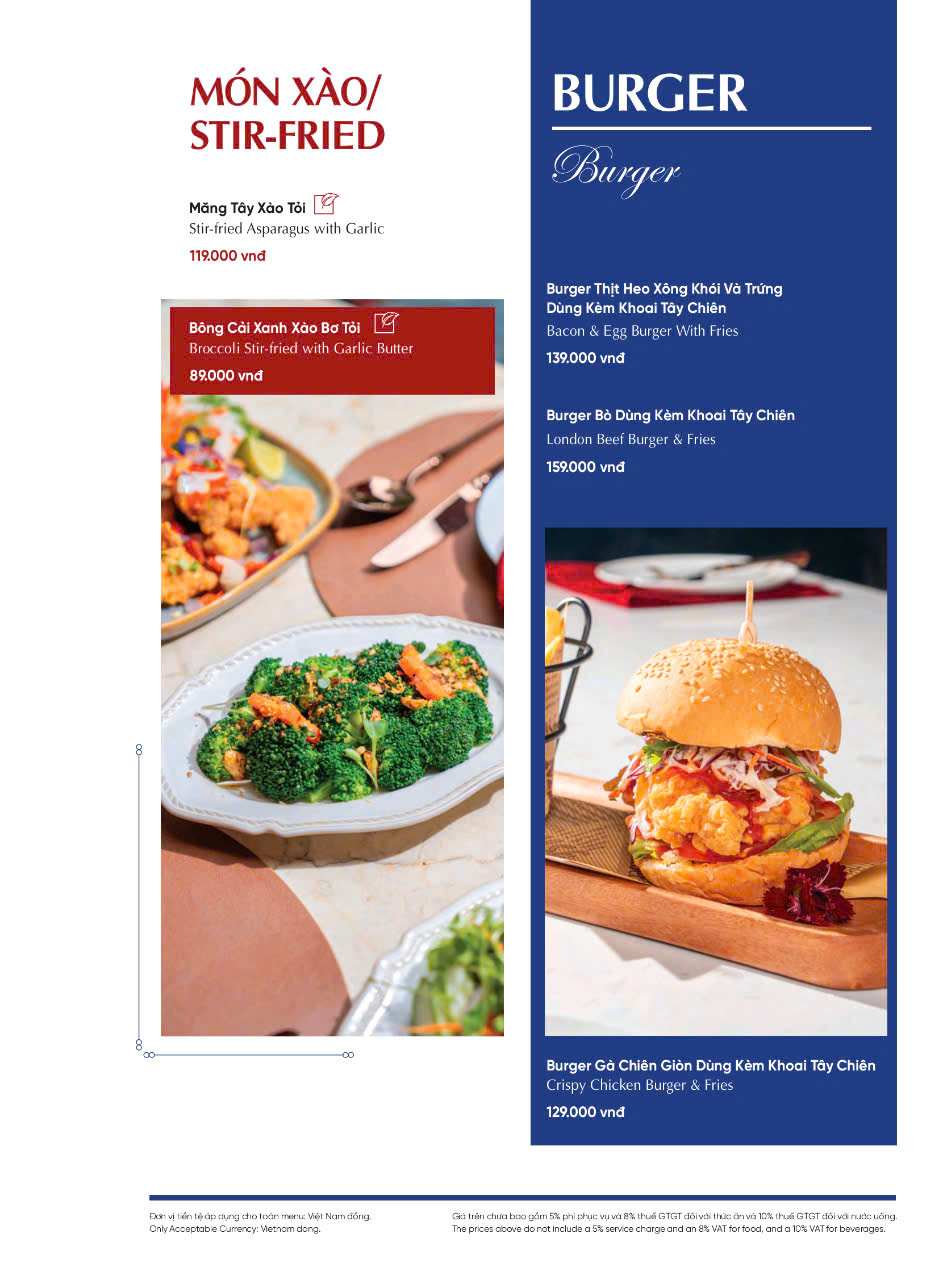 MÓN XÀO/
STIR-FRIED
Măng Tây Xào Tỏi
Stir-fried Asparagus with Garlic
119.000 vnđ
Bông Cải Xanh Xào Bơ Tỏi
Broccoli Stir-fried with Garlic Butter
89.000 vnđ
BURGER
Burger
Burger Thịt Heo Xông Khói Và Trứng
Dùng Kèm Khoai Tây Chiên
Bacon & Egg Burger With Fries
139.000 vnđ
Burger Bò Dùng Kèm Khoai Tây Chiên
London Beef Burger & Fries
159.000 vnđ
Burger Gà Chiên Giòn Dùng Kèm Khoai Tây Chiên
Crispy Chicken Burger & Fries
129.000 vnđ
Đơn vị tiền tệ áp dụng cho toàn menu: Việt Nam đồng.
Only Acceptable Currency: Vietnam dong.
Giá trên chưa bao gồm 5% phí phục vụ và 8% thuế GTGT đối với thức ăn và 10% thuế GTGT đối với nước uống.
The prices above do not include a 5% service charge and an 8% VAT for food, and a 10% VAT for beverages.